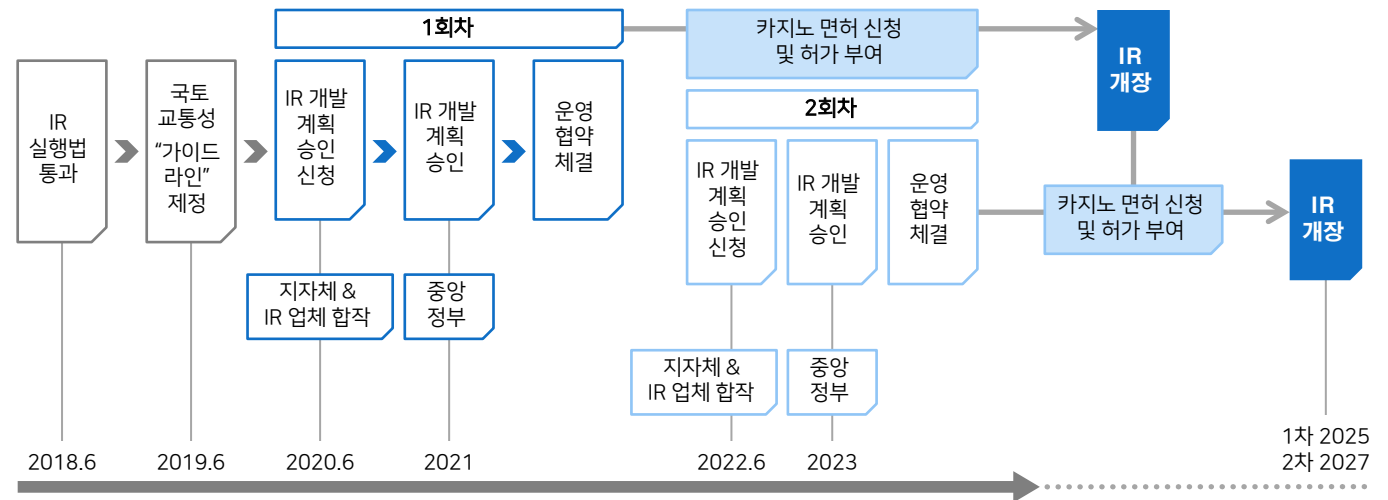 1회차
카지노 면허 신청
및 허가 부여
IR
개장
IR
실행법
통과
국토
교통성
“가이드
라인”
제정
IR 개발
계획
승인
신청
IR 개발
계획
승인
운영
협약
체결
2회차
IR 개발
계획
승인
신청
IR 개발
계획
승인
운영
협약
체결
카지노 면허 신청
및 허가 부여
IR
개장
지자체 &
IR 업체 합작
중앙
정부
지자체 &
IR 업체 합작
중앙
정부
2018.6
2019.6
2020.6
2021
2022.6
2023
1차 2025
2차 2027